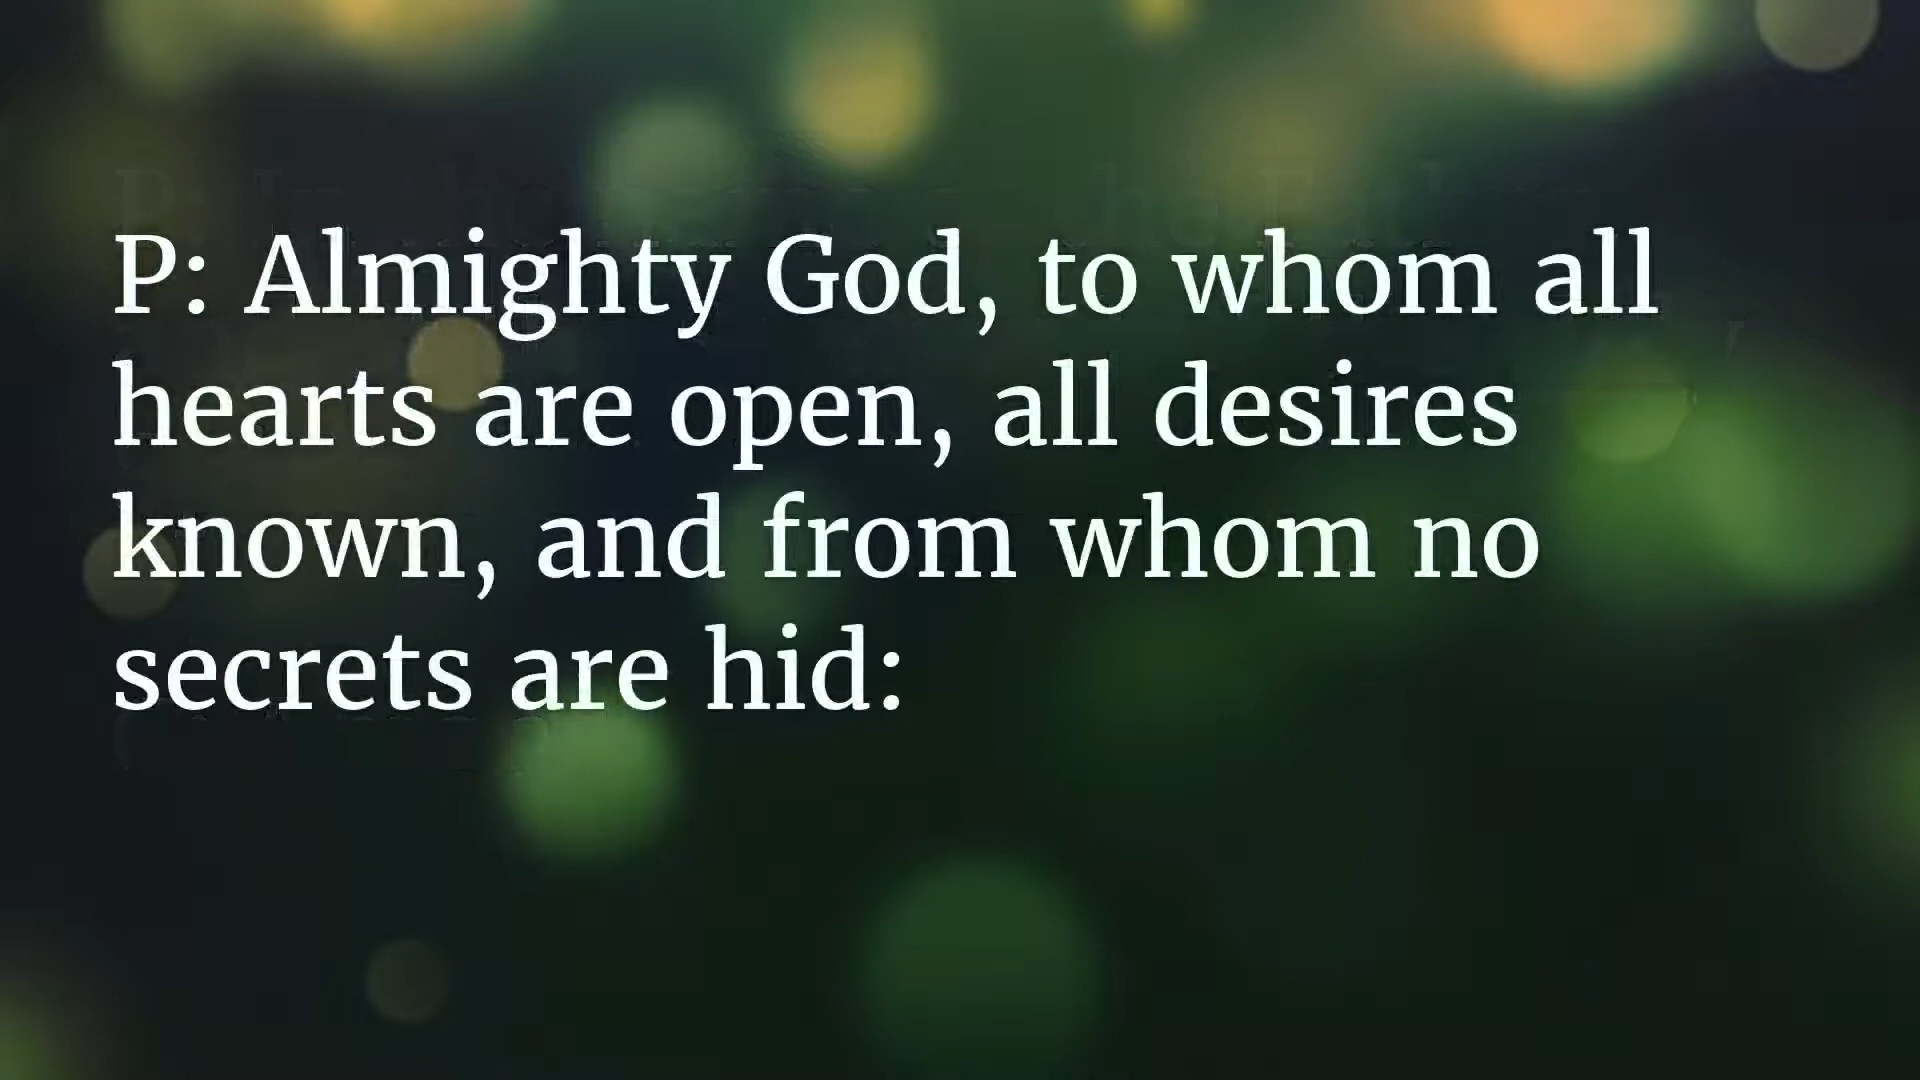 P: Almighty God, to whom all
hearts are open, all desires
known, and from whom no
secrets are hid: